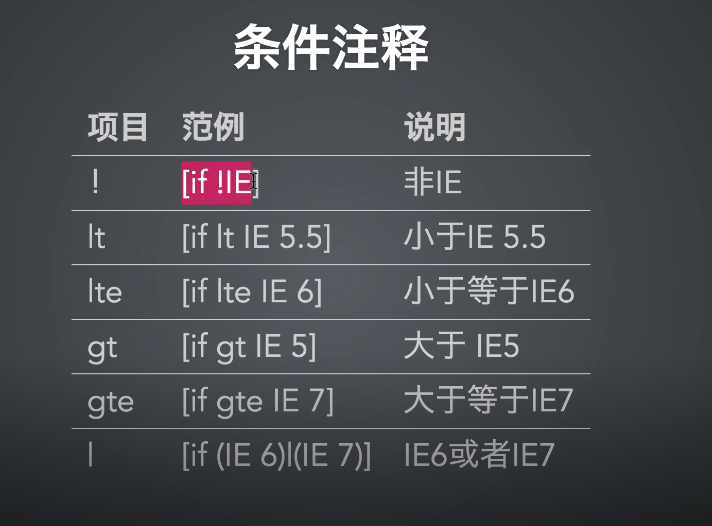 条件注释
项目 范例 说明
! [if !IE] 非IE
lt [if lt IE 5.5] 小于IE 5.5
lte [if lte IE 6] 小于等于IE6
gt [if gt IE 5] 大于 IE5
gte [if gte IE 7] 大于等于IE7
| [if (IE 6)|(IE 7)] IE6或者IE7